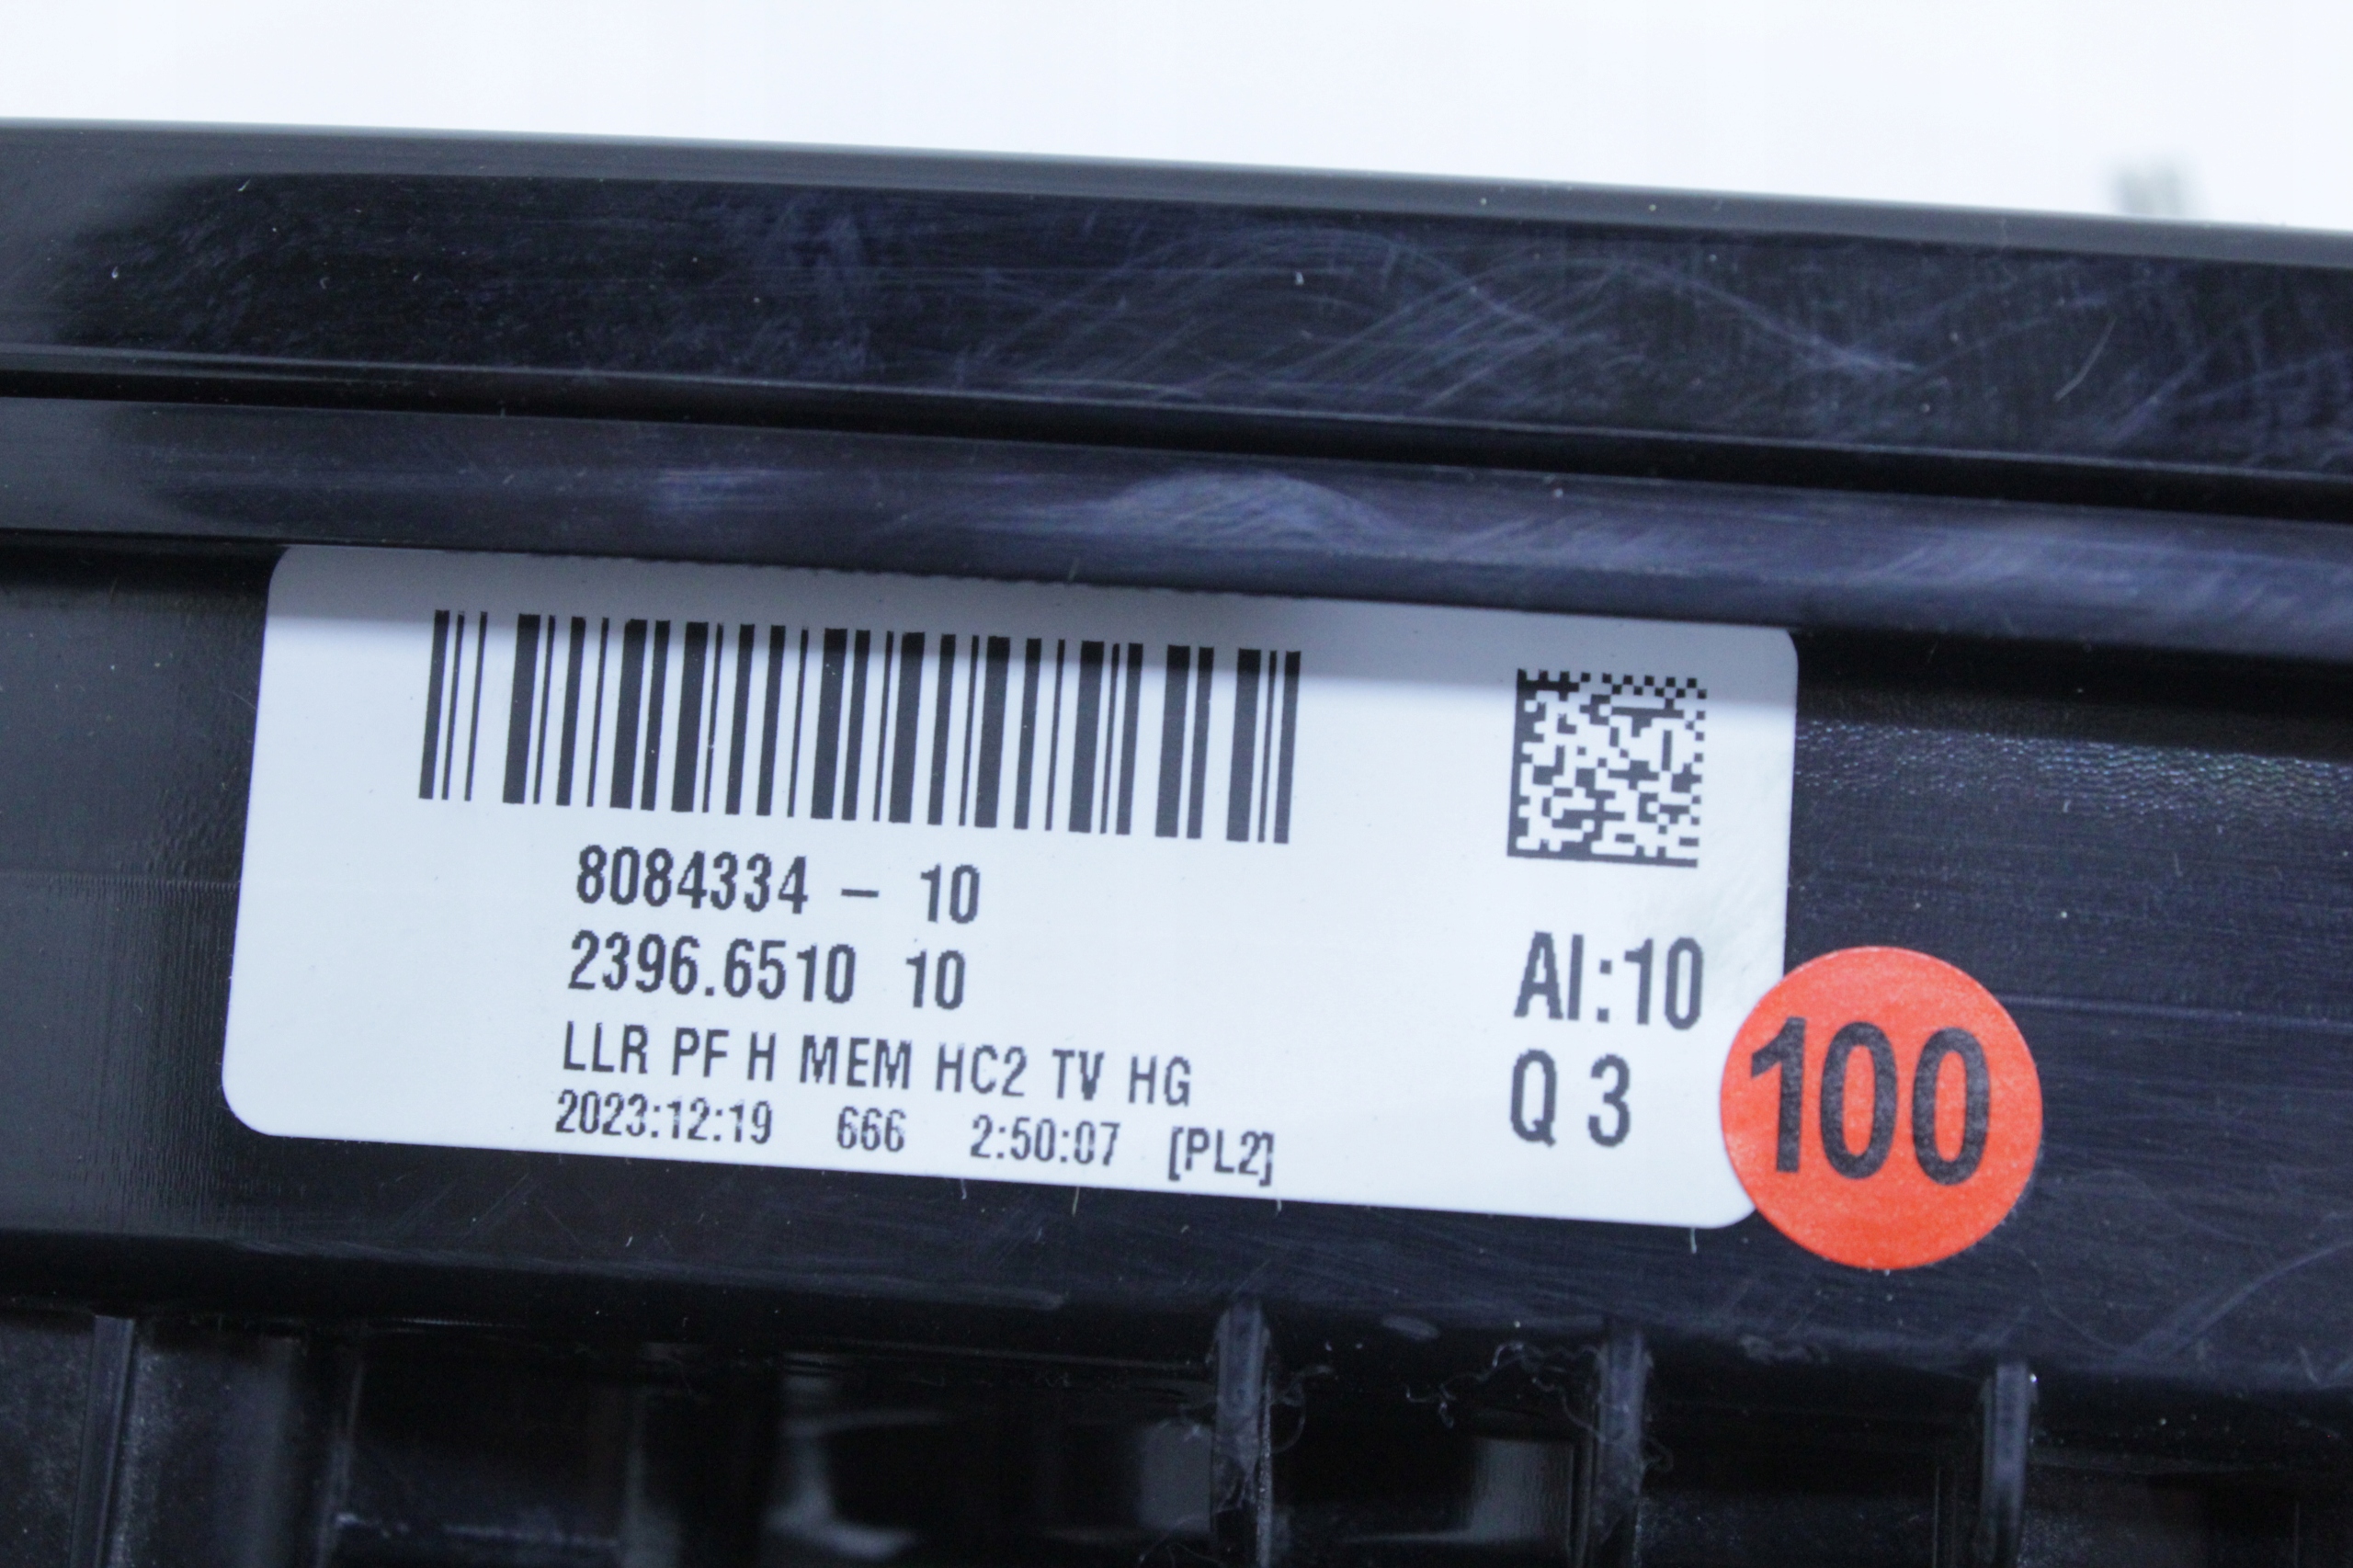 8084334 - 10
2396.6510 10
LLR PF H MEM HC2 TV HG
2023:12:19 666 2:50:07 [PL2]
AI:10
Q 3
100